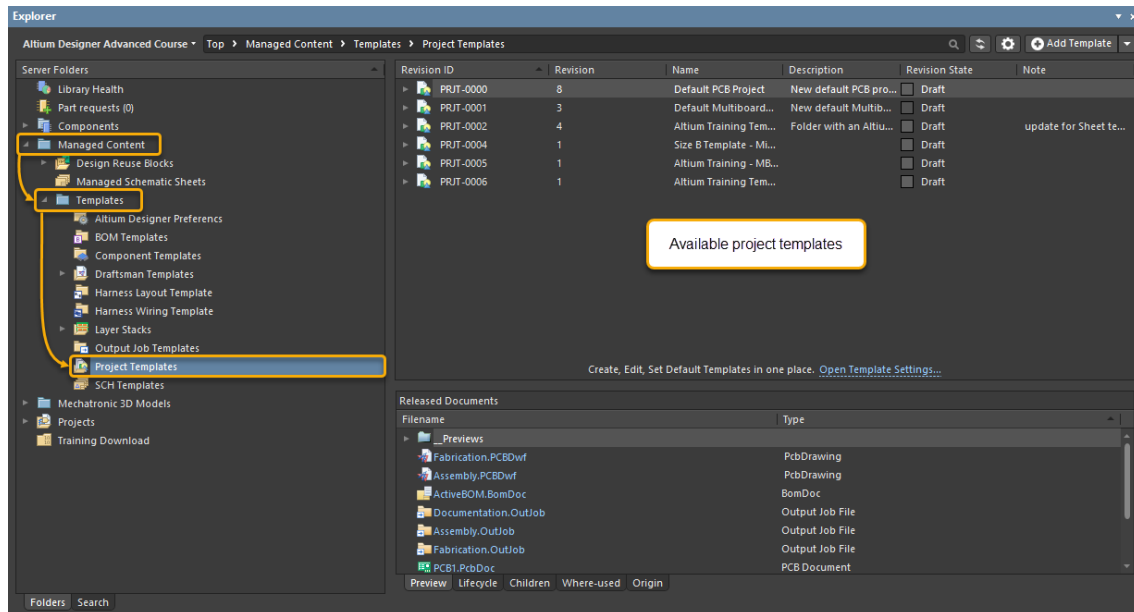 Explorer
Altium Designer Advanced Course Top Managed Content Templates Project Templates Add Template
Server Folders
Library Health
Part requests (0)
Components
Managed Content
Design Reuse Blocks
Managed Schematic Sheets
Templates
Altium Designer Preferencs
BOM Templates
Component Templates
Draftsman Templates
Harness Layout Template
Harness Wiring Template
Layer Stacks
Output Job Templates
Project Templates
SCH Templates
Mechatronic 3D Models
Projects
Training Download
Folders Search
Revision ID Revision Name Description Revision State Note
PRJT-0000 8 Default PCB Project New default PCB pro... Draft
PRJT-0001 3 Default Multiboard... New default Multib... Draft
PRJT-0002 4 Altium Training Tem... Folder with an Altiu... Draft update for Sheet te...
PRJT-0004 1 Size B Template - Mi... Draft
PRJT-0005 1 Altium Training - MB... Draft
PRJT-0006 1 Altium Training Tem... Draft
Available project templates
Create, Edit, Set Default Templates in one place. Open Template Settings...
Released Documents
Filename Type
__Previews
Fabrication.PCBDwf PcbDrawing
Assembly.PCBDwf PcbDrawing
ActiveBOM.BomDoc BomDoc
Documentation.OutJob Output Job File
Assembly.OutJob Output Job File
Fabrication.OutJob Output Job File
PCB1.PcbDoc PCB Document
Preview Lifecycle Children Where-used Origin